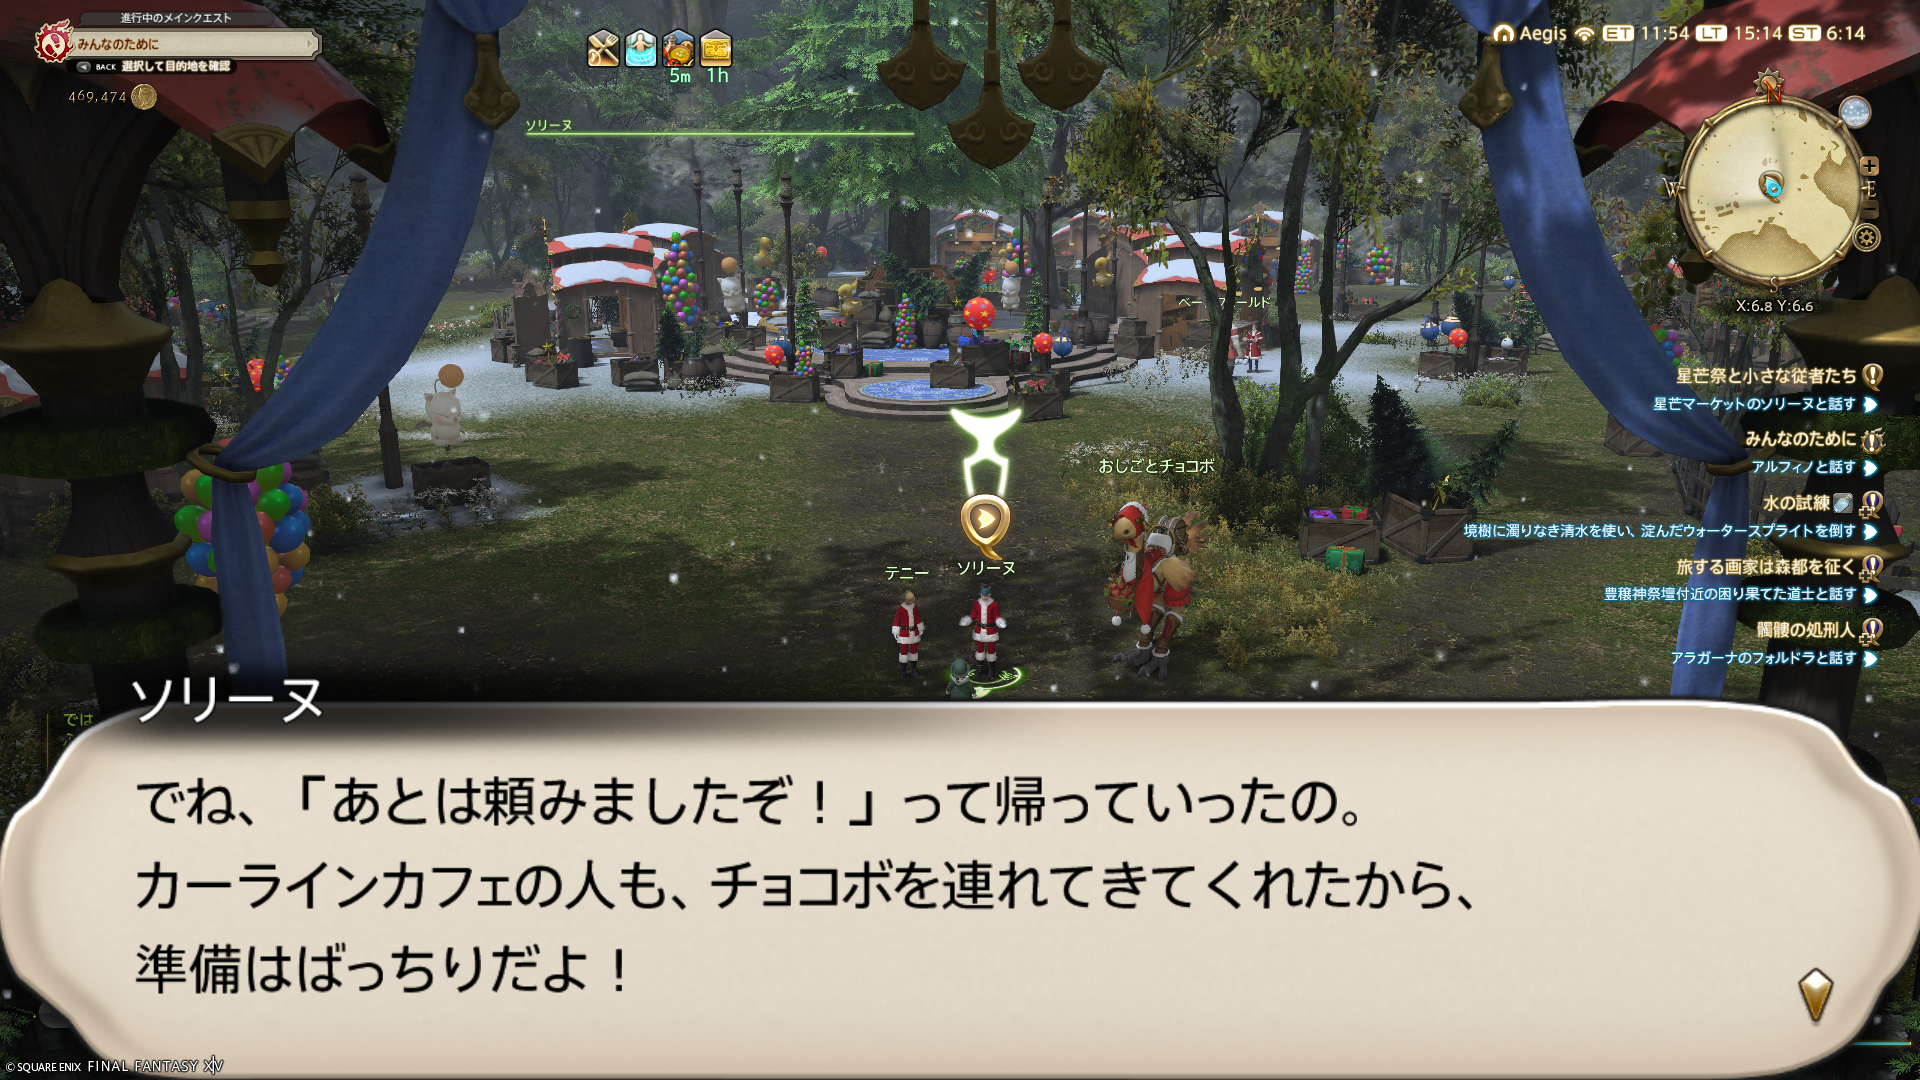 進行中のメインクエスト
みんなのために
BACK 選択して目的地を確認
469,474
5m
1h
Aegis ET 11:54 LT 15:14 ST 6:14
ソリーヌ
N
W
E
S
X:6.8 Y:6.6
星芒祭と小さな従者たち
星芒マーケットのソリーヌと話す
みんなのために
アルフィノと話す
水の試練
境樹に濁りなき清水を使い、淀んだウォータースプライトを倒す
旅する画家は森都を征く
豊穣神祭壇付近の困り果てた道士と話す
髑髏の処刑人
アラガーナのフォルドラと話す
おしごとチョコボ
テニー
ソリーヌ
では
ソリーヌ
でね、「あとは頼みましたぞ！」って帰っていったの。
カーラインカフェの人も、チョコボを連れてきてくれたから、
準備はばっちりだよ！
© SQUARE ENIX FINAL FANTASY XIV